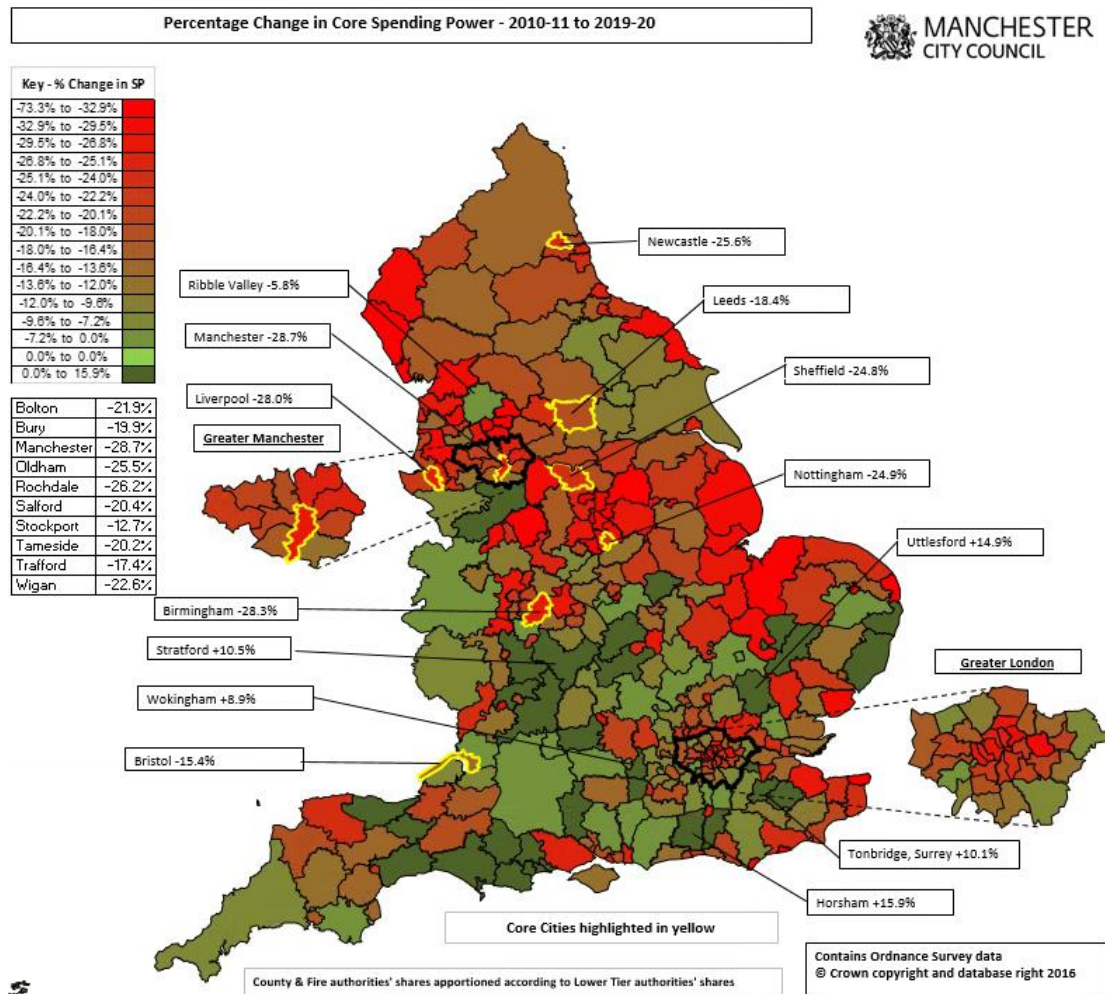 Percentage Change in Core Spending Power - 2010-11 to 2019-20
MANCHESTER
CITY COUNCIL
Key - % Change in SP
-73.3% to -32.9%
-32.9% to -29.5%
-29.5% to -26.8%
-26.8% to -25.1%
-25.1% to -24.0%
-24.0% to -22.2%
-22.2% to -20.1%
-20.1% to -18.0%
-18.0% to -16.4%
-16.4% to -13.6%
-13.6% to -12.0%
-12.0% to -9.6%
-9.6% to -7.2%
-7.2% to 0.0%
0.0% to 0.0%
0.0% to 15.9%
Bolton -21.9%
Bury -19.9%
Manchester -28.7%
Oldham -25.5%
Rochdale -26.2%
Salford -20.4%
Stockport -12.7%
Tameside -20.2%
Trafford -17.4%
Wigan -22.6%
Newcastle -25.6%
Ribble Valley -5.8%
Leeds -18.4%
Manchester -28.7%
Sheffield -24.8%
Liverpool -28.0%
Greater Manchester
Nottingham -24.9%
Uttlesford +14.9%
Birmingham -28.3%
Stratford +10.5%
Greater London
Wokingham +8.9%
Bristol -15.4%
Tonbridge, Surrey +10.1%
Horsham +15.9%
Core Cities highlighted in yellow
Contains Ordnance Survey data
© Crown copyright and database right 2016
County & Fire authorities' shares apportioned according to Lower Tier authorities' shares